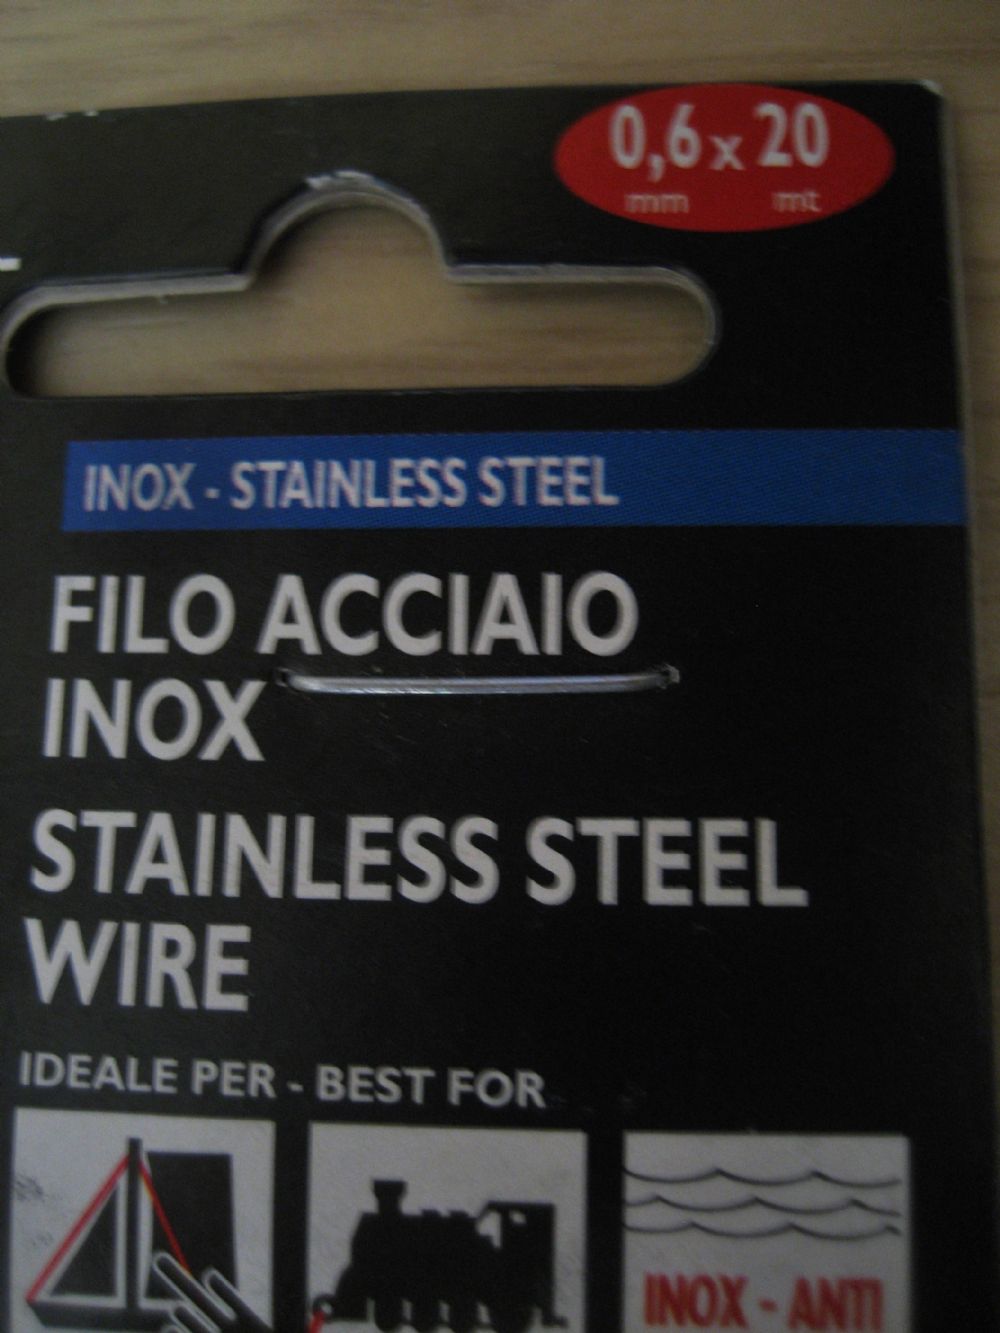 0,6 x 20
mm mt
INOX - STAINLESS STEEL
FILO ACCIAIO
INOX
STAINLESS STEEL
WIRE
IDEALE PER - BEST FOR
INOX - ANTI